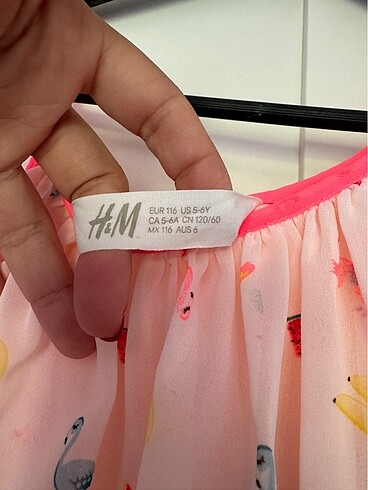 H&M
EUR 116 US 5-6Y
CA 5-6A CN 120/60
MX 116 AUS 6